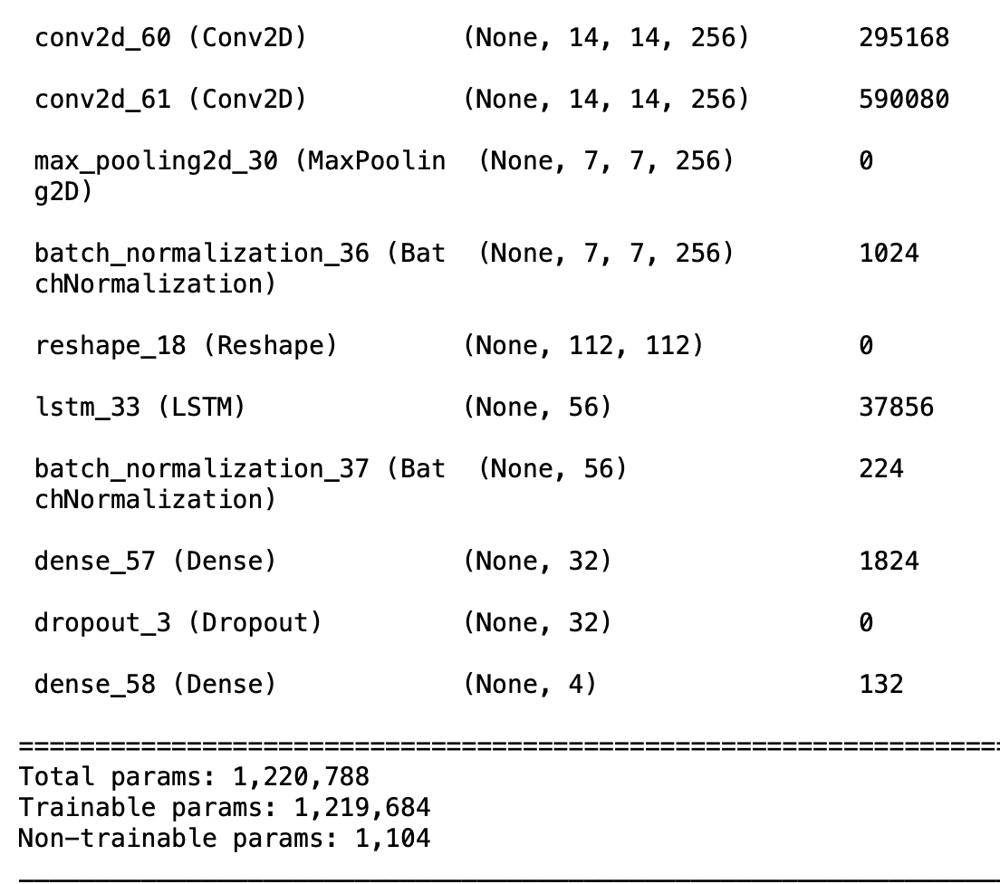 conv2d_60 (Conv2D) (None, 14, 14, 256) 295168
conv2d_61 (Conv2D) (None, 14, 14, 256) 590080
max_pooling2d_30 (MaxPoolin (None, 7, 7, 256) 0
g2D)
batch_normalization_36 (Bat (None, 7, 7, 256) 1024
chNormalization)
reshape_18 (Reshape) (None, 112, 112) 0
lstm_33 (LSTM) (None, 56) 37856
batch_normalization_37 (Bat (None, 56) 224
chNormalization)
dense_57 (Dense) (None, 32) 1824
dropout_3 (Dropout) (None, 32) 0
dense_58 (Dense) (None, 4) 132
=================================================================
Total params: 1,220,788
Trainable params: 1,219,684
Non-trainable params: 1,104
_________________________________________________________________